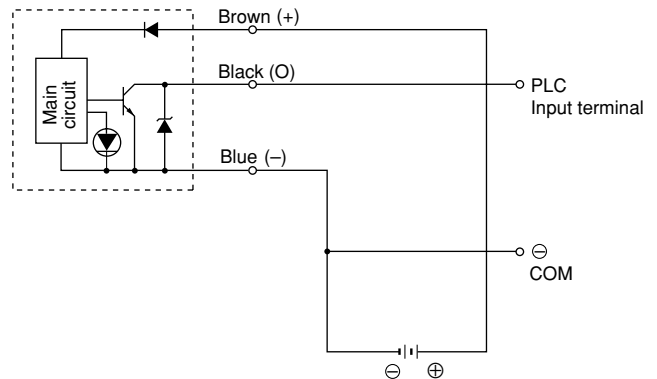 Brown (+)
Black (O)
PLC
Input terminal
Main
circuit
Blue (–)
⊖
COM
⊖ ⊕